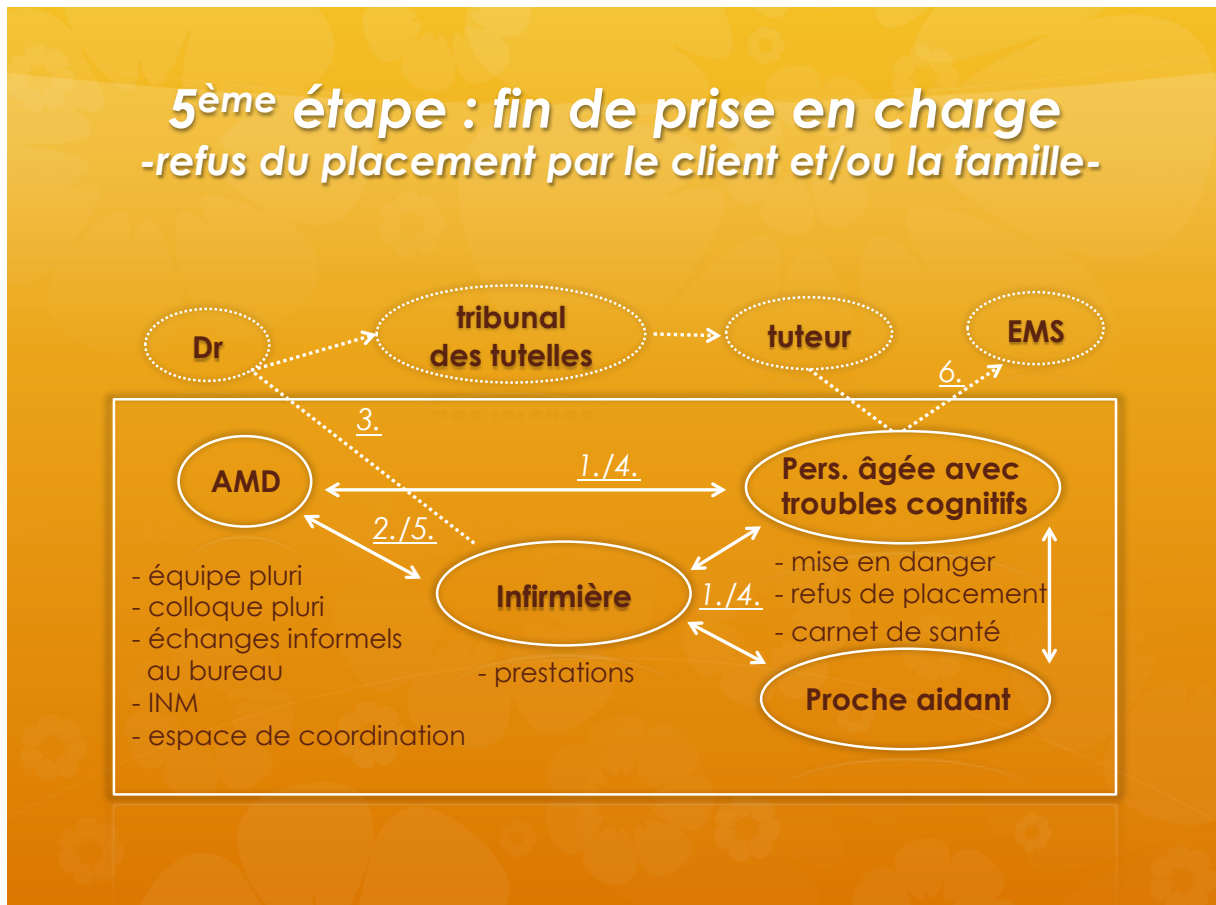 5ème étape : fin de prise en charge
-refus du placement par le client et/ou la famille-
Dr
tribunal
des tutelles
tuteur
EMS
6.
3.
AMD
1./4.
Pers. âgée avec
troubles cognitifs
2./5.
- équipe pluri
- colloque pluri
- échanges informels
au bureau
- INM
- espace de coordination
Infirmière
- prestations
1./4.
- mise en danger
- refus de placement
- carnet de santé
Proche aidant